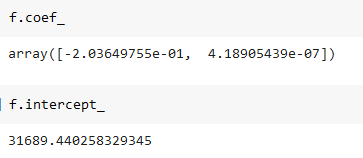 f.coef_
array([-2.03649755e-01,  4.18905439e-07])
f.intercept_
31689.440258329345